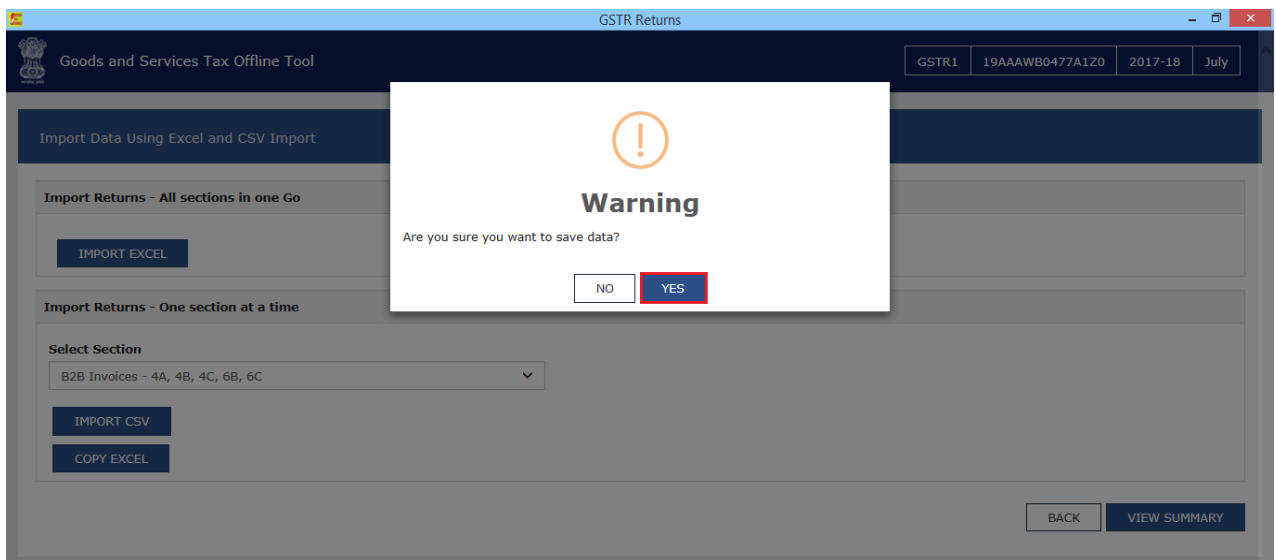 GSTR Returns
Goods and Services Tax Offline Tool
GSTR1 19AAAWB0477A1Z0 2017-18 July
Import Data Using Excel and CSV Import
Warning
Are you sure you want to save data?
NO YES
Import Returns - All sections in one Go
IMPORT EXCEL
Import Returns - One section at a time
Select Section
B2B Invoices - 4A, 4B, 4C, 6B, 6C
IMPORT CSV
COPY EXCEL
BACK VIEW SUMMARY